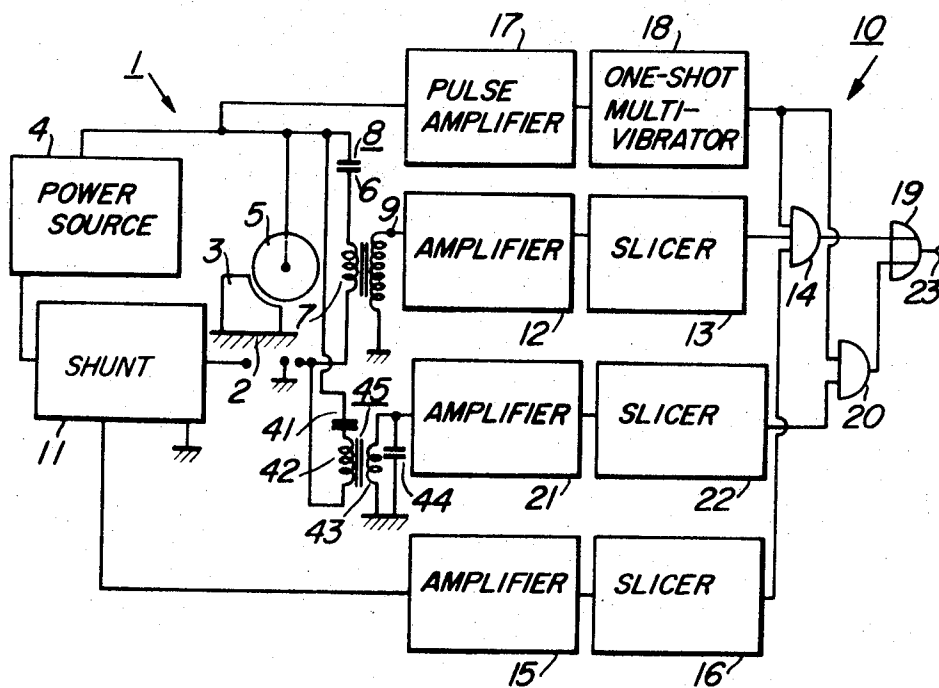 17
18
10
1
PULSE
AMPLIFIER
ONE-SHOT
MULTI-
VIBRATOR
4
8
POWER
SOURCE
6
5
9
3
AMPLIFIER
SLICER
19
7
14
23
12
13
SHUNT
2
45
20
11
41
AMPLIFIER
SLICER
42
43
44
21
22
AMPLIFIER
SLICER
15
16